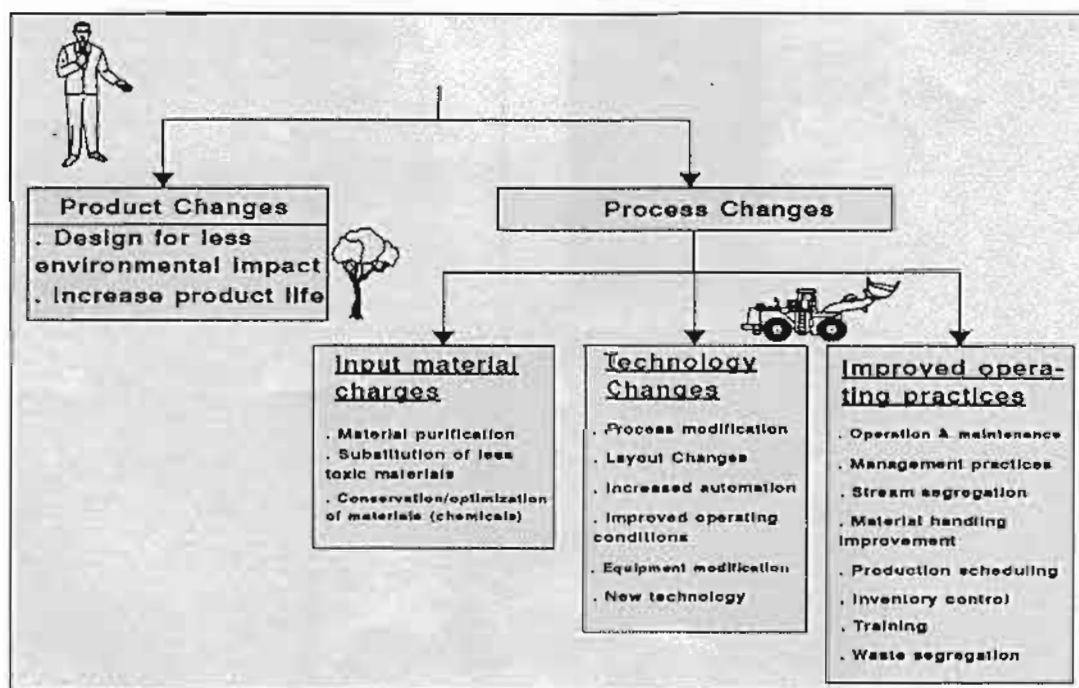 Product Changes
. Design for less
environmental impact
. Increase product life
Process Changes
Input material
charges
. Material purification
. Substitution of less
toxic materials
. Conservation/optimization
of materials (chemicals)
Technology
Changes
. Process modification
. Layout Changes
. Increased automation
. Improved operating
conditions
. Equipment modification
. New technology
Improved opera-
ting practices
. Operation & maintenance
. Management practices
. Stream segregation
. Material handling
improvement
. Production scheduling
. Inventory control
. Training
. Waste segregation